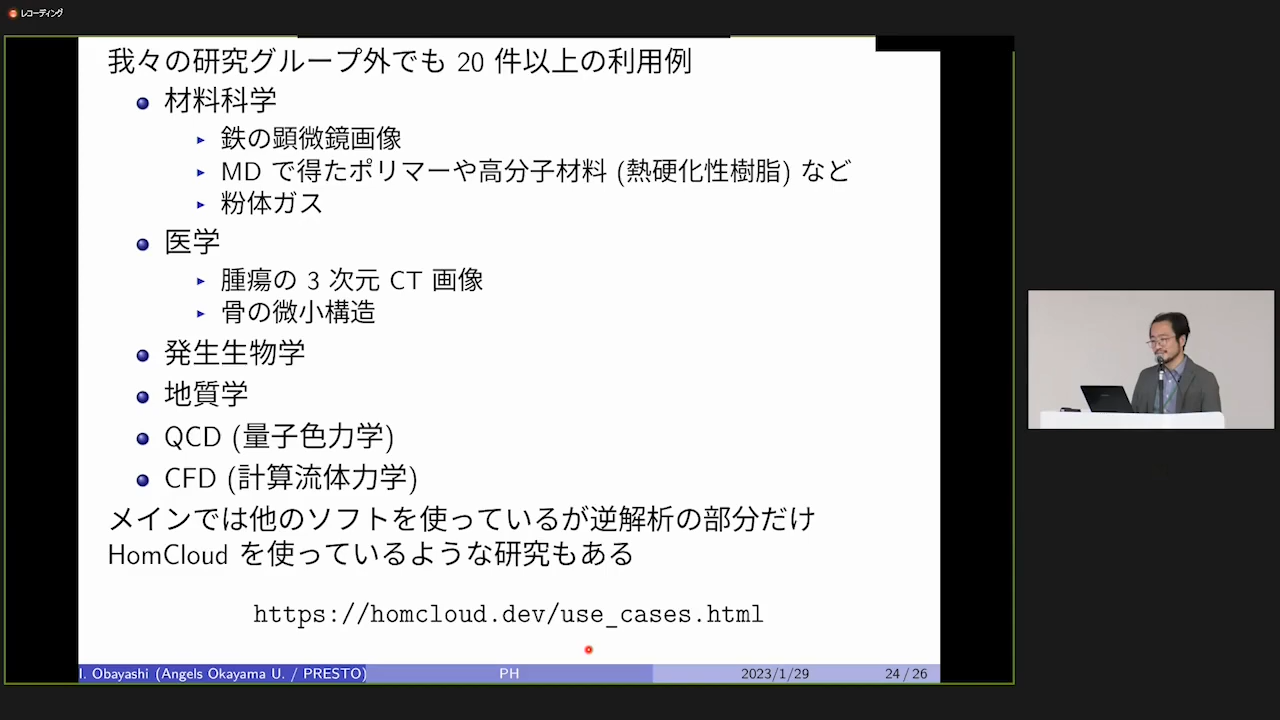 レコーディング
我々の研究グループ外でも 20 件以上の利用例
材料科学
鉄の顕微鏡画像
MD で得たポリマーや高分子材料 (熱硬化性樹脂) など
粉体ガス
医学
腫瘍の 3 次元 CT 画像
骨の微小構造
発生生物学
地質学
QCD (量子色力学)
CFD (計算流体力学)
メインでは他のソフトを使っているが逆解析の部分だけ
HomCloud を使っているような研究もある
https://homcloud.dev/use_cases.html
I. Obayashi (Angels Okayama U. / PRESTO) PH 2023/1/29 24 / 26